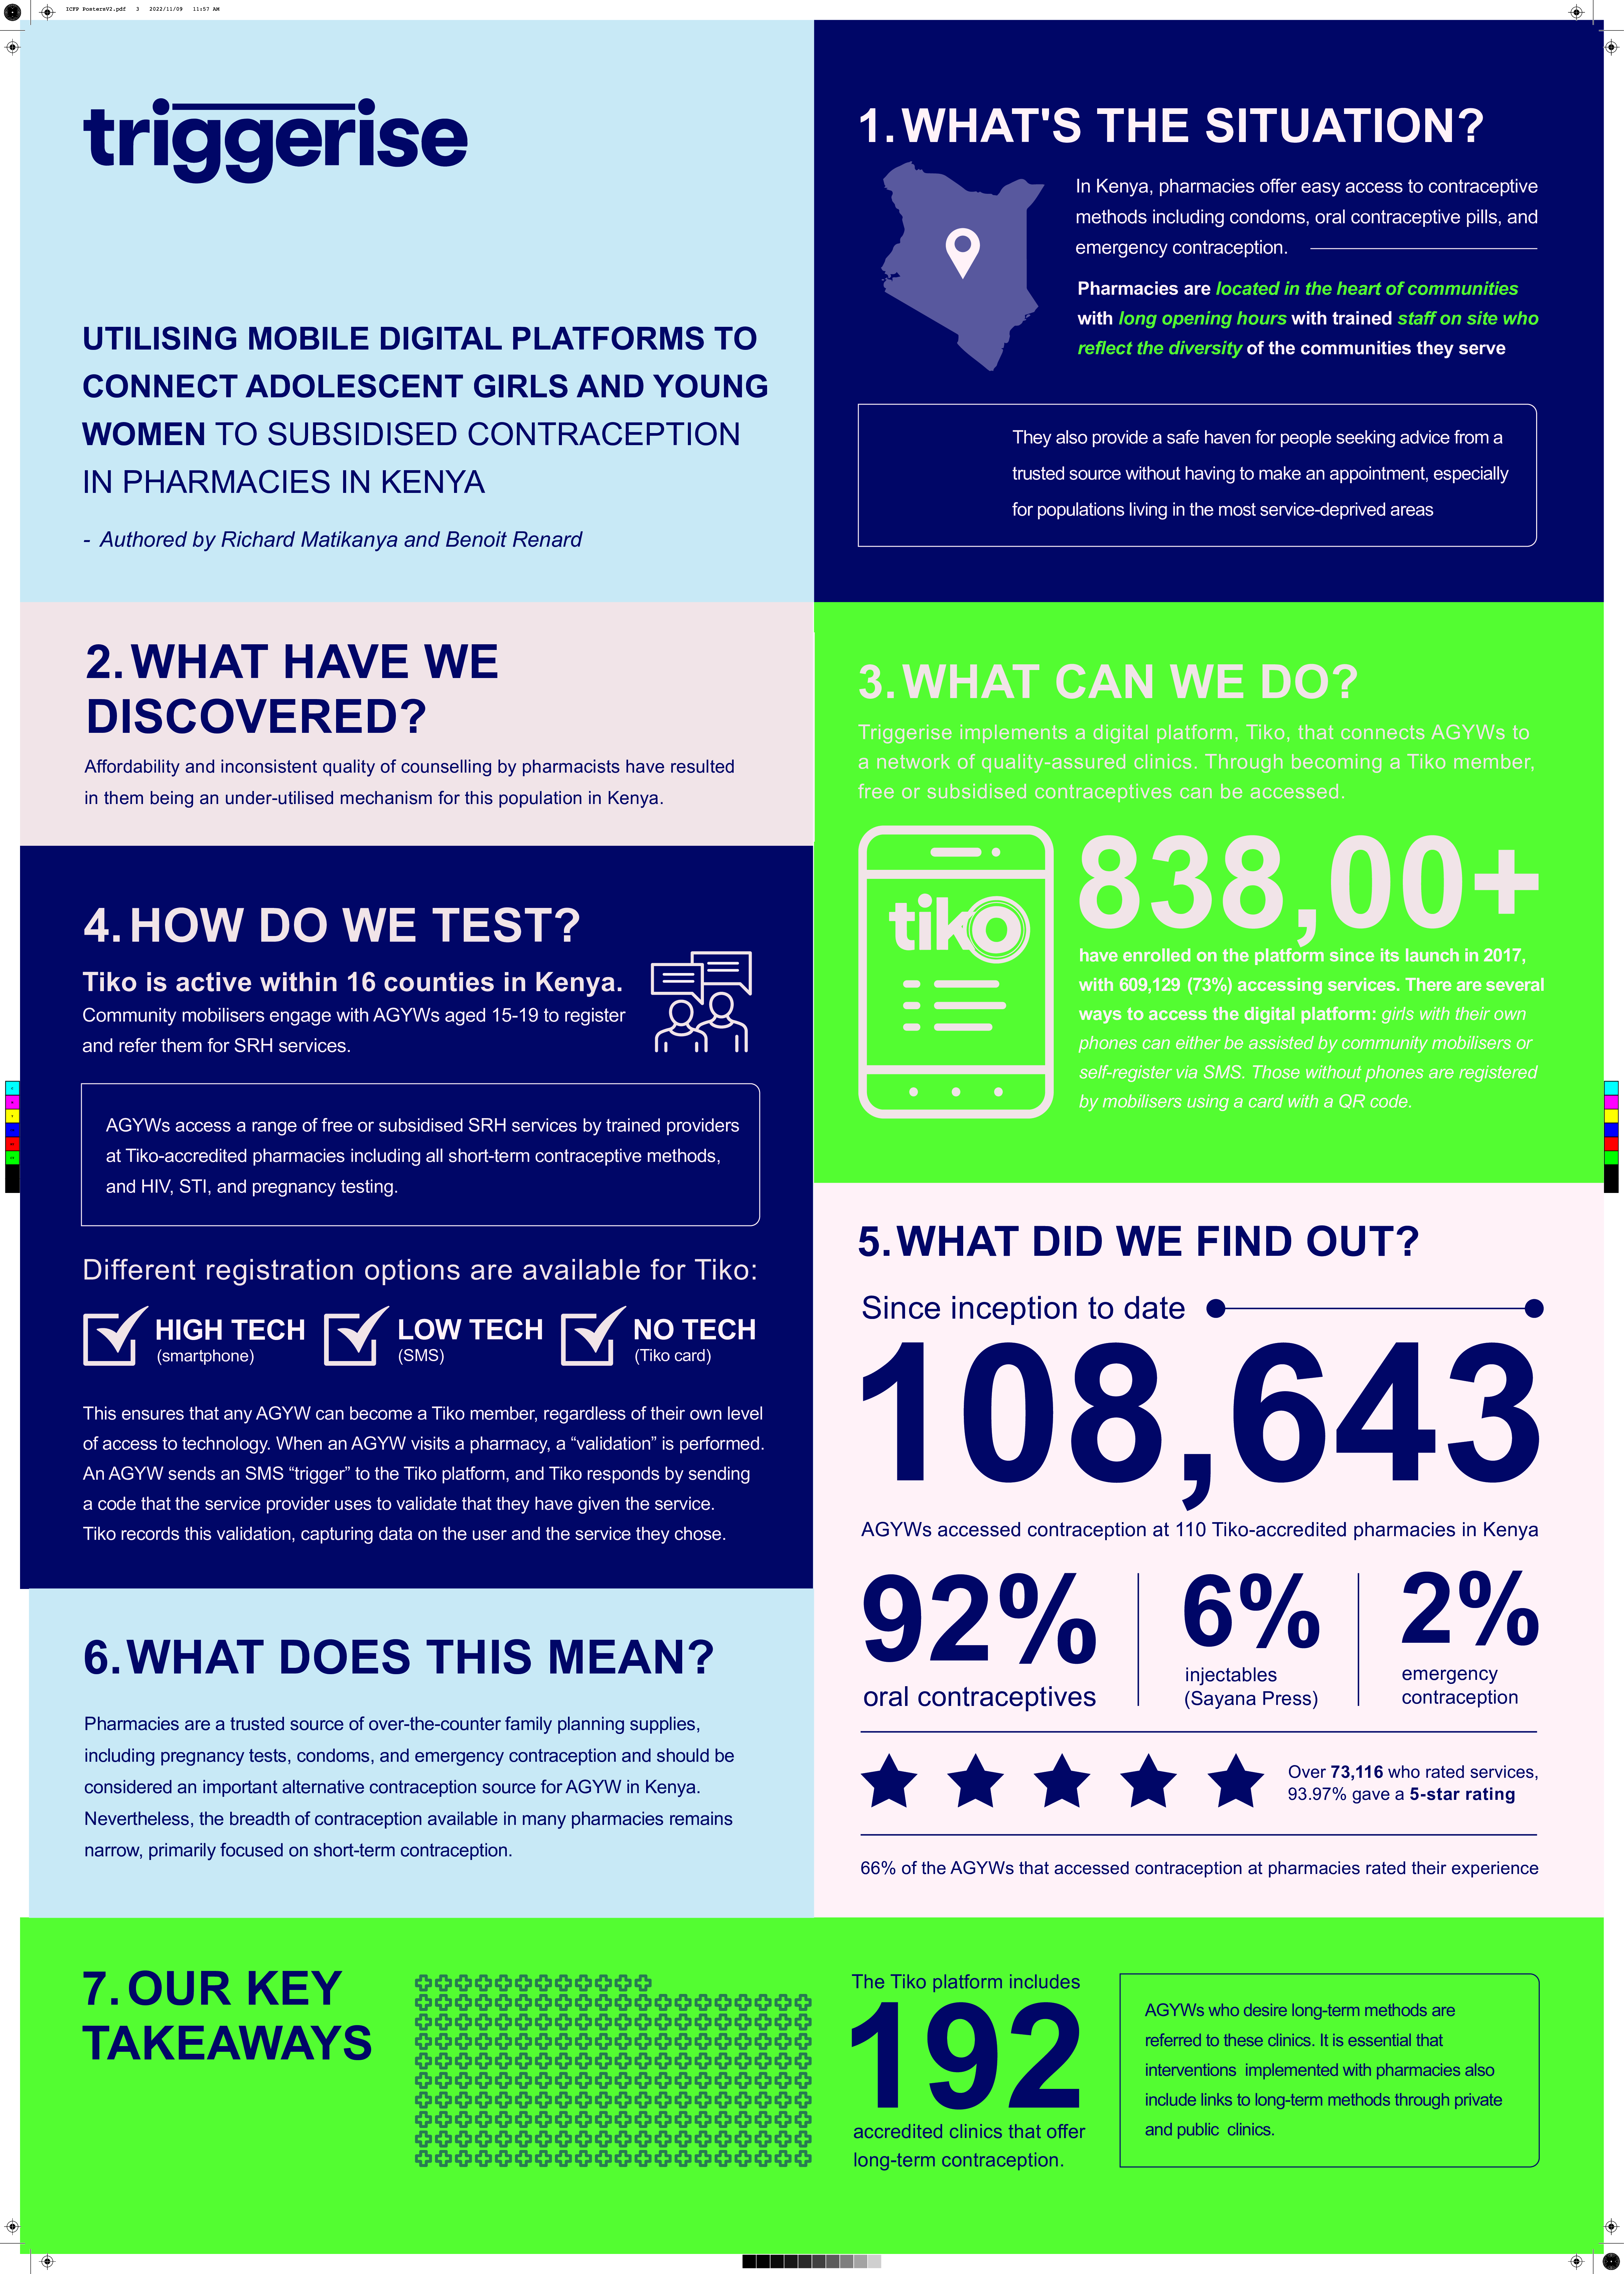 ICFP PostersV2.pdf 3 2022/11/09 11:57 AM
triggerise
UTILISING MOBILE DIGITAL PLATFORMS TO
CONNECT ADOLESCENT GIRLS AND YOUNG
WOMEN TO SUBSIDISED CONTRACEPTION
IN PHARMACIES IN KENYA
- Authored by Richard Matikanya and Benoit Renard
1. WHAT'S THE SITUATION?
In Kenya, pharmacies offer easy access to contraceptive
methods including condoms, oral contraceptive pills, and
emergency contraception.
Pharmacies are located in the heart of communities
with long opening hours with trained staff on site who
reflect the diversity of the communities they serve
They also provide a safe haven for people seeking advice from a
trusted source without having to make an appointment, especially
for populations living in the most service-deprived areas
2. WHAT HAVE WE
DISCOVERED?
Affordability and inconsistent quality of counselling by pharmacists have resulted
in them being an under-utilised mechanism for this population in Kenya.
3. WHAT CAN WE DO?
Triggerise implements a digital platform, Tiko, that connects AGYWs to
a network of quality-assured clinics. Through becoming a Tiko member,
free or subsidised contraceptives can be accessed.
tiko
838,00+
have enrolled on the platform since its launch in 2017,
with 609,129 (73%) accessing services. There are several
ways to access the digital platform: girls with their own
phones can either be assisted by community mobilisers or
self-register via SMS. Those without phones are registered
by mobilisers using a card with a QR code.
4. HOW DO WE TEST?
Tiko is active within 16 counties in Kenya.
Community mobilisers engage with AGYWs aged 15-19 to register
and refer them for SRH services.
AGYWs access a range of free or subsidised SRH services by trained providers
at Tiko-accredited pharmacies including all short-term contraceptive methods,
and HIV, STI, and pregnancy testing.
Different registration options are available for Tiko:
HIGH TECH
(smartphone)
LOW TECH
(SMS)
NO TECH
(Tiko card)
This ensures that any AGYW can become a Tiko member, regardless of their own level
of access to technology. When an AGYW visits a pharmacy, a “validation” is performed.
An AGYW sends an SMS “trigger” to the Tiko platform, and Tiko responds by sending
a code that the service provider uses to validate that they have given the service.
Tiko records this validation, capturing data on the user and the service they chose.
5. WHAT DID WE FIND OUT?
Since inception to date
108,643
AGYWs accessed contraception at 110 Tiko-accredited pharmacies in Kenya
92%
oral contraceptives
6%
injectables
(Sayana Press)
2%
emergency
contraception
Over 73,116 who rated services,
93.97% gave a 5-star rating
66% of the AGYWs that accessed contraception at pharmacies rated their experience
6. WHAT DOES THIS MEAN?
Pharmacies are a trusted source of over-the-counter family planning supplies,
including pregnancy tests, condoms, and emergency contraception and should be
considered an important alternative contraception source for AGYW in Kenya.
Nevertheless, the breadth of contraception available in many pharmacies remains
narrow, primarily focused on short-term contraception.
7. OUR KEY
TAKEAWAYS
The Tiko platform includes
192
accredited clinics that offer
long-term contraception.
AGYWs who desire long-term methods are
referred to these clinics. It is essential that
interventions implemented with pharmacies also
include links to long-term methods through private
and public clinics.